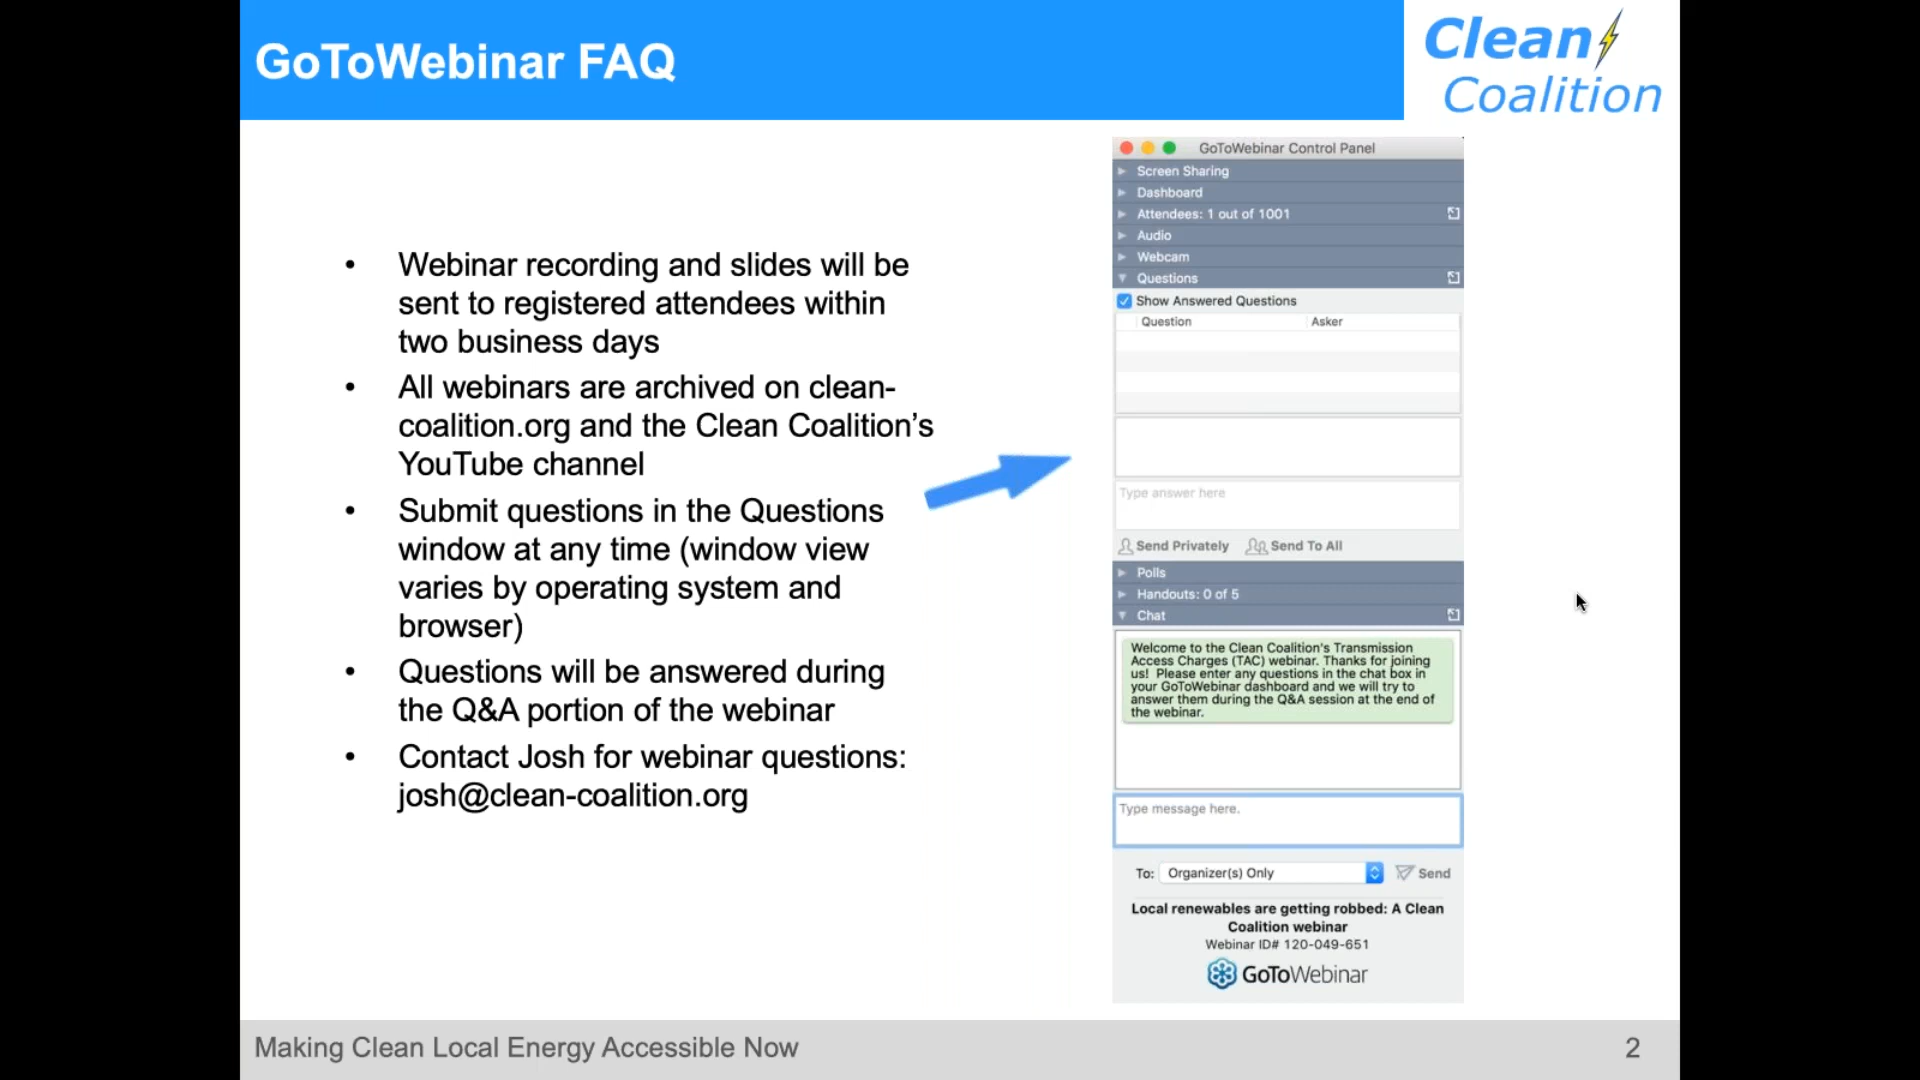 GoToWebinar FAQ
Clean
Coalition
• Webinar recording and slides will be
sent to registered attendees within
two business days
• All webinars are archived on clean-
coalition.org and the Clean Coalition’s
YouTube channel
• Submit questions in the Questions
window at any time (window view
varies by operating system and
browser)
• Questions will be answered during
the Q&A portion of the webinar
• Contact Josh for webinar questions:
josh@clean-coalition.org
GoToWebinar Control Panel
Screen Sharing
Dashboard
Attendees: 1 out of 1001
Audio
Webcam
Questions
Show Answered Questions
Question Asker
Type answer here
Send Privately Send To All
Polls
Handouts: 0 of 5
Chat
Welcome to the Clean Coalition's Transmission
Access Charges (TAC) webinar. Thanks for joining
us! Please enter any questions in the chat box in
your GoToWebinar dashboard and we will try to
answer them during the Q&A session at the end of
the webinar.
Type message here.
To: Organizer(s) Only Send
Local renewables are getting robbed: A Clean
Coalition webinar
Webinar ID# 120-049-651
GoToWebinar
Making Clean Local Energy Accessible Now
2